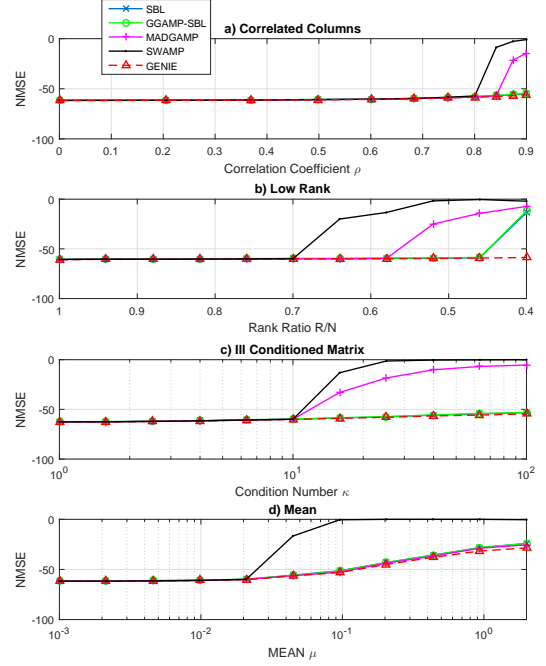 SBL
GGAMP-SBL
MADGAMP
SWAMP
GENIE
a) Correlated Columns
NMSE
0
-50
-100
0 0.1 0.2 0.3 0.4 0.5 0.6 0.7 0.8 0.9
Correlation Coefficient ρ
b) Low Rank
NMSE
0
-50
-100
1 0.9 0.8 0.7 0.6 0.5 0.4
Rank Ratio R/N
c) Ill Conditioned Matrix
NMSE
0
-50
-100
10^0 10^1 10^2
Condition Number κ
d) Mean
NMSE
0
-50
-100
10^-3 10^-2 10^-1 10^0
MEAN μ